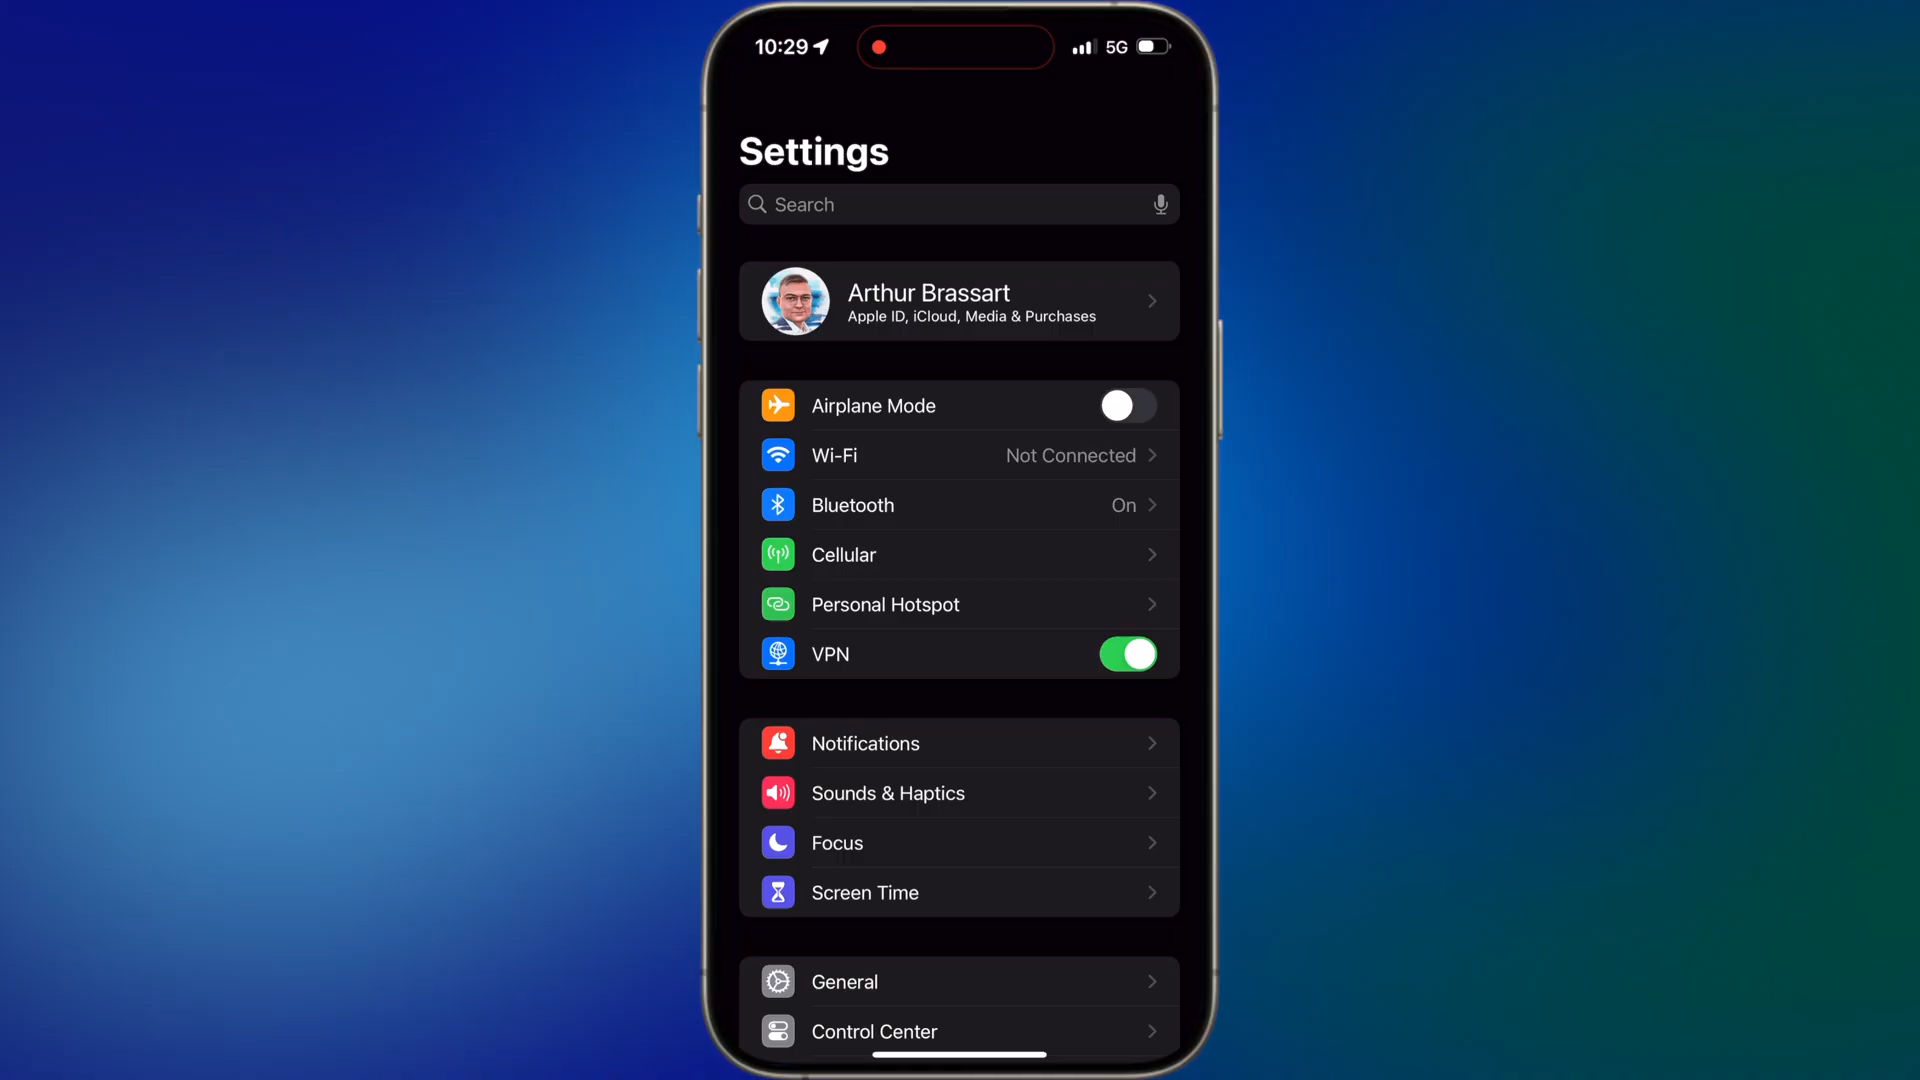 10:29
5G
Settings
Search
Arthur Brassart
Apple ID, iCloud, Media & Purchases
Airplane Mode
Wi-Fi Not Connected
Bluetooth On
Cellular
Personal Hotspot
VPN
Notifications
Sounds & Haptics
Focus
Screen Time
General
Control Center